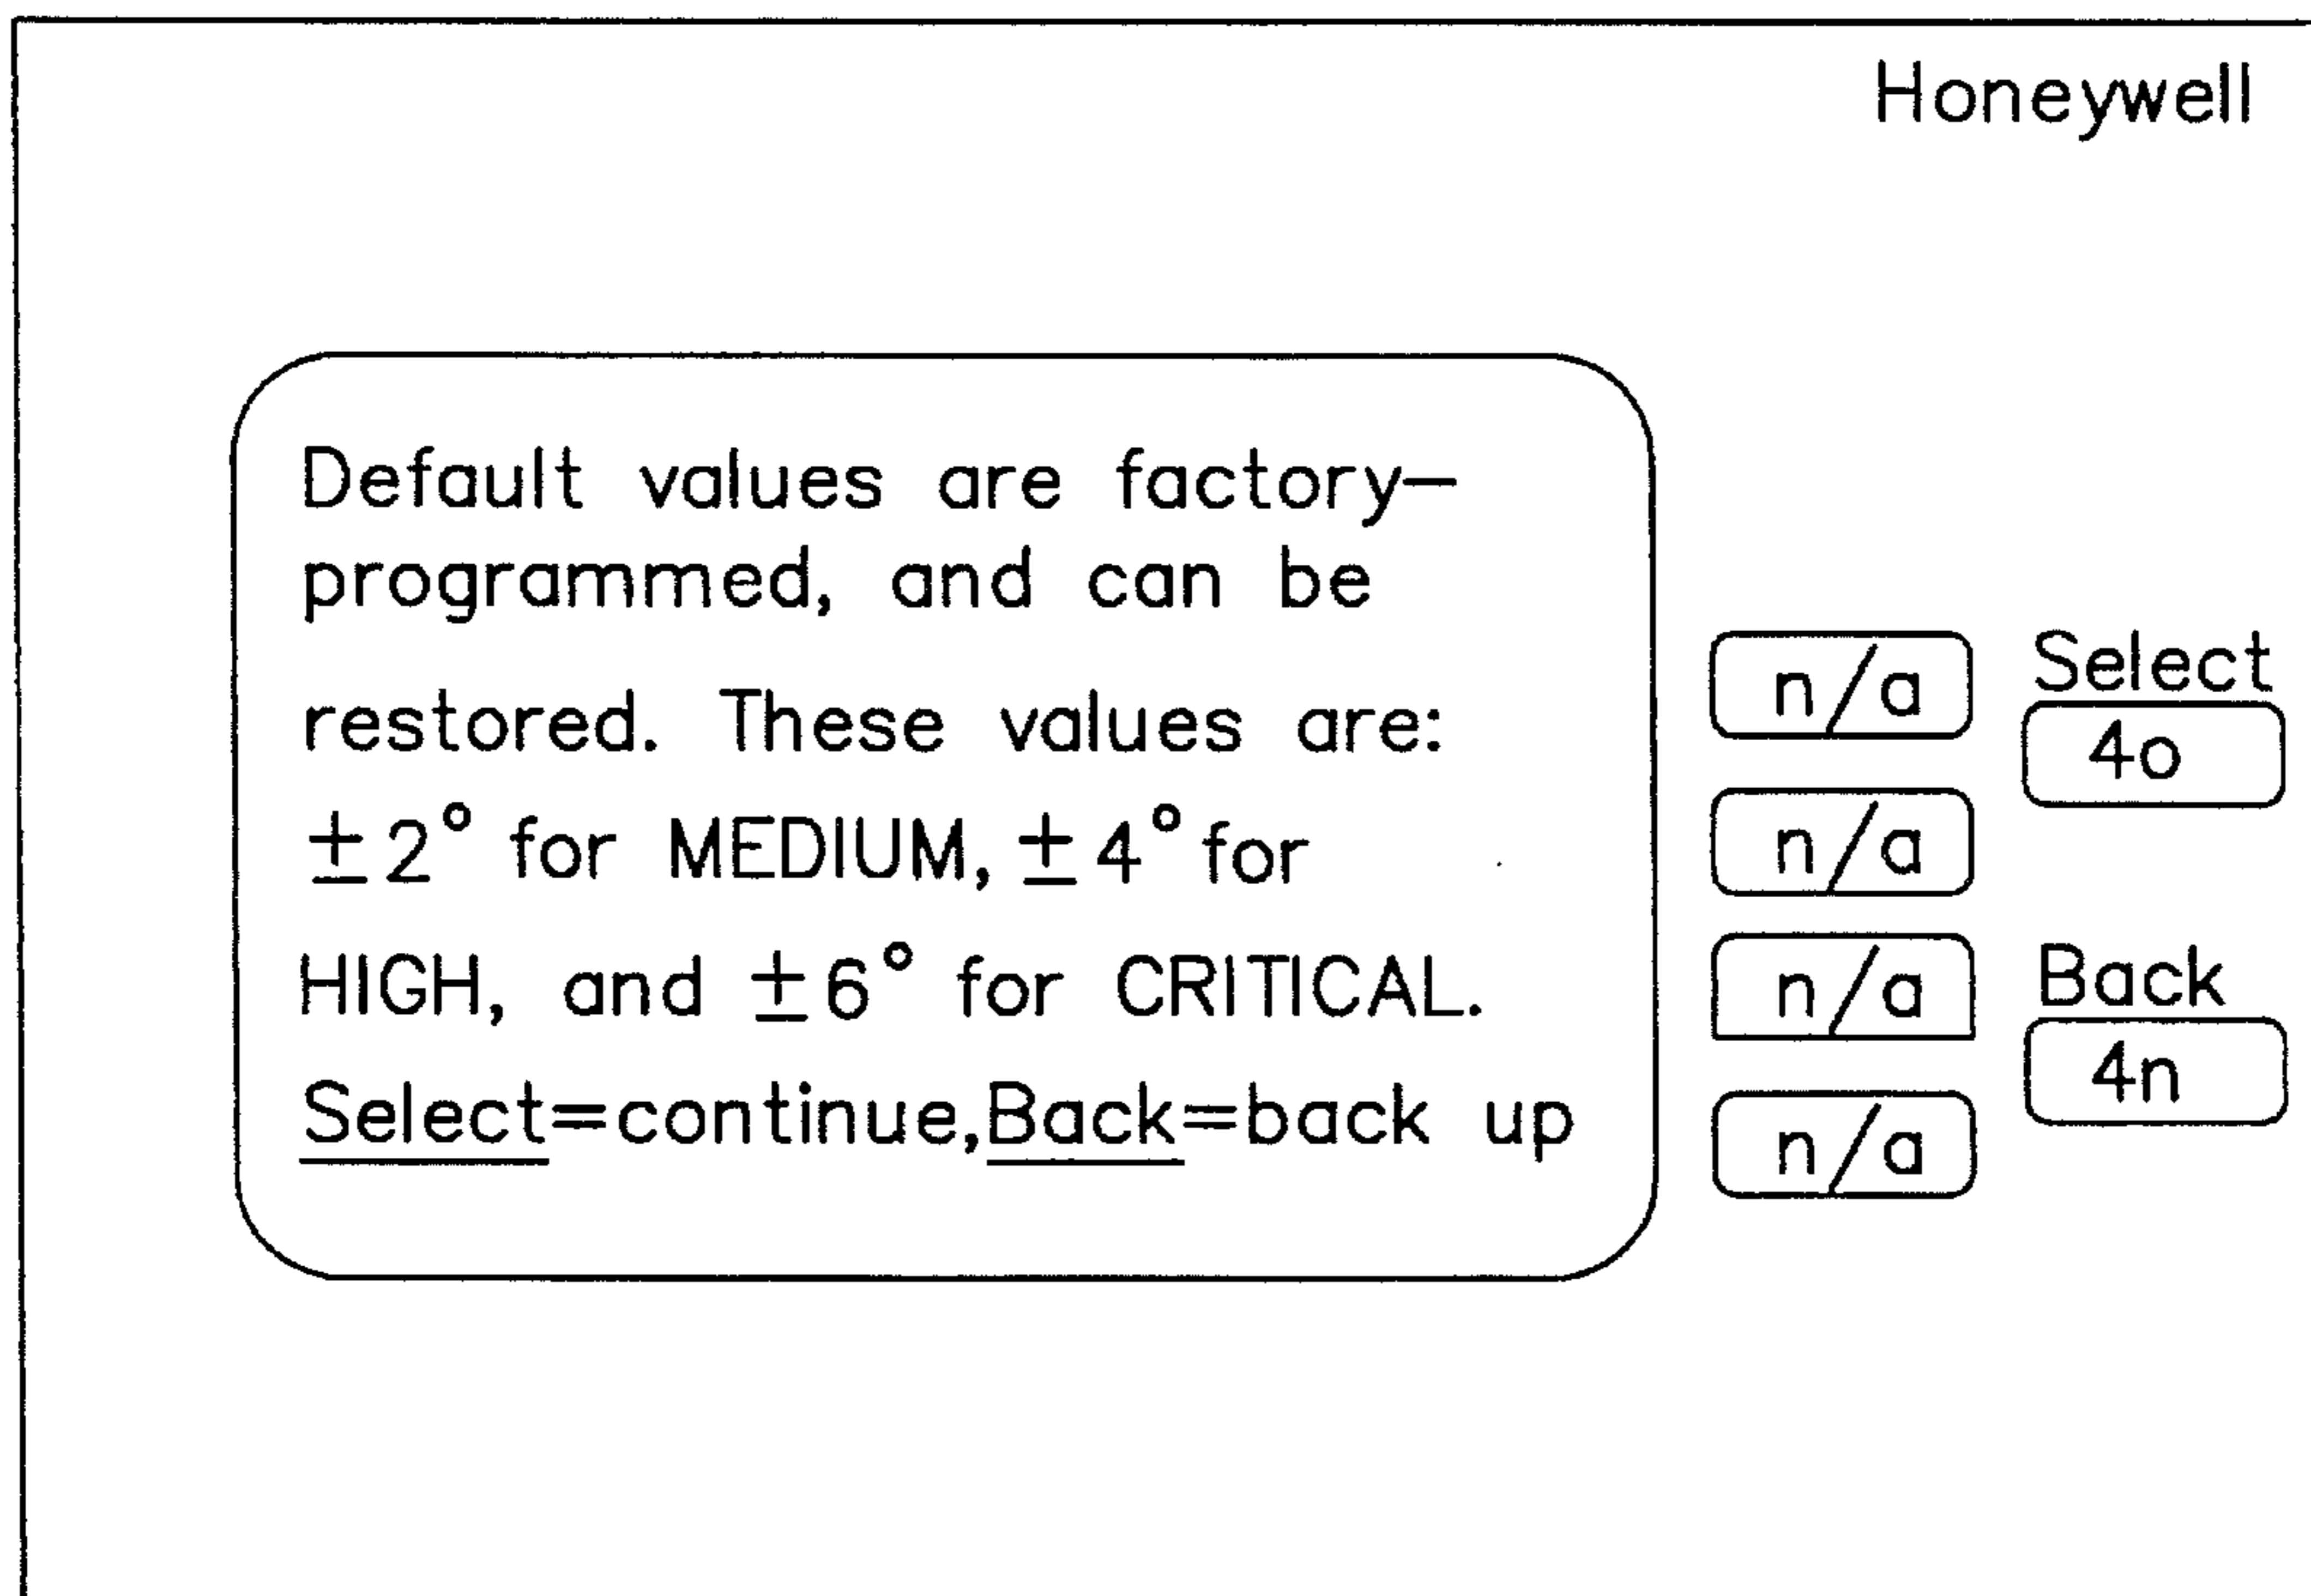 Honeywell
Default values are factory–
programmed, and can be
restored. These values are:
±2° for MEDIUM, ±4° for
HIGH, and ±6° for CRITICAL.
Select=continue,Back=back up
n/a
Select
4o
n/a
n/a
Back
4n
n/a